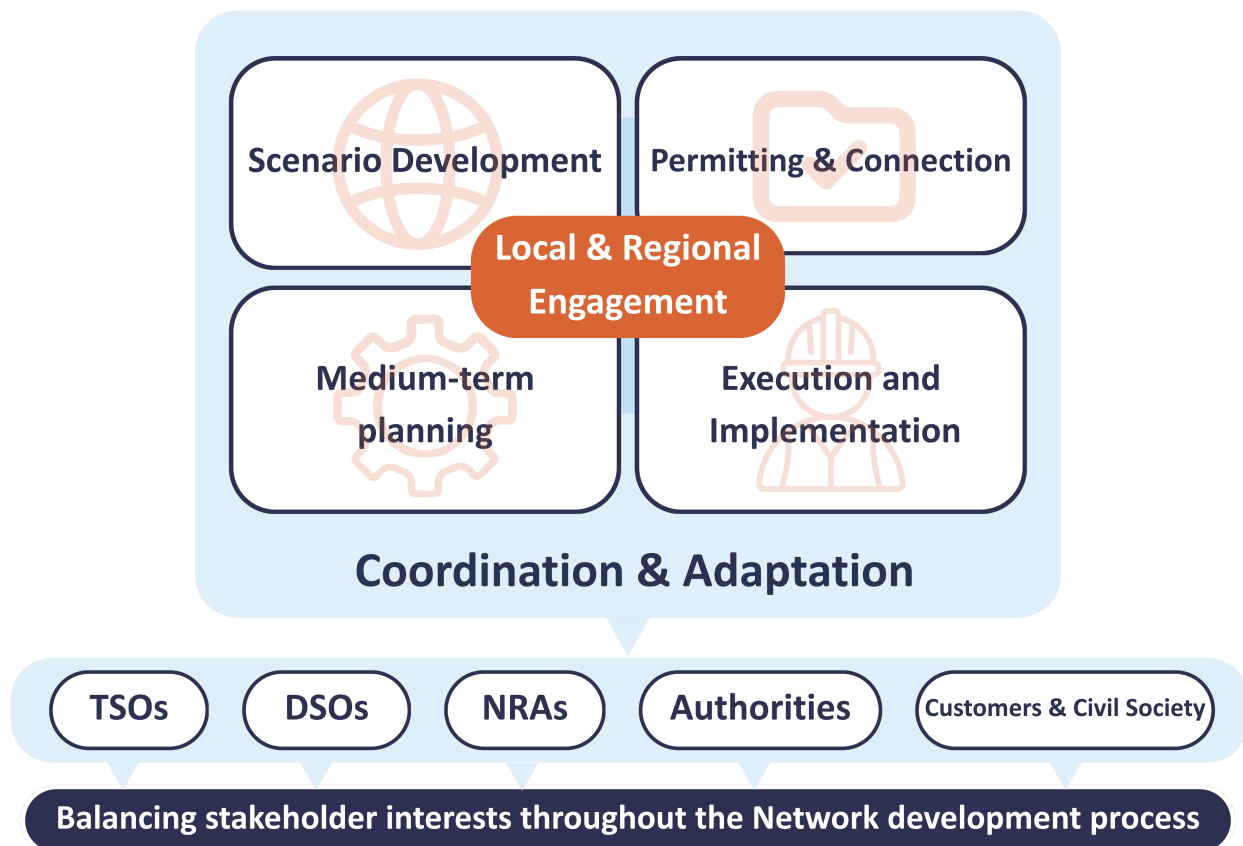 Scenario Development
Permitting & Connection
Local & Regional
Engagement
Medium-term
planning
Execution and
Implementation
Coordination & Adaptation
TSOs
DSOs
NRAs
Authorities
Customers & Civil Society
Balancing stakeholder interests throughout the Network development process